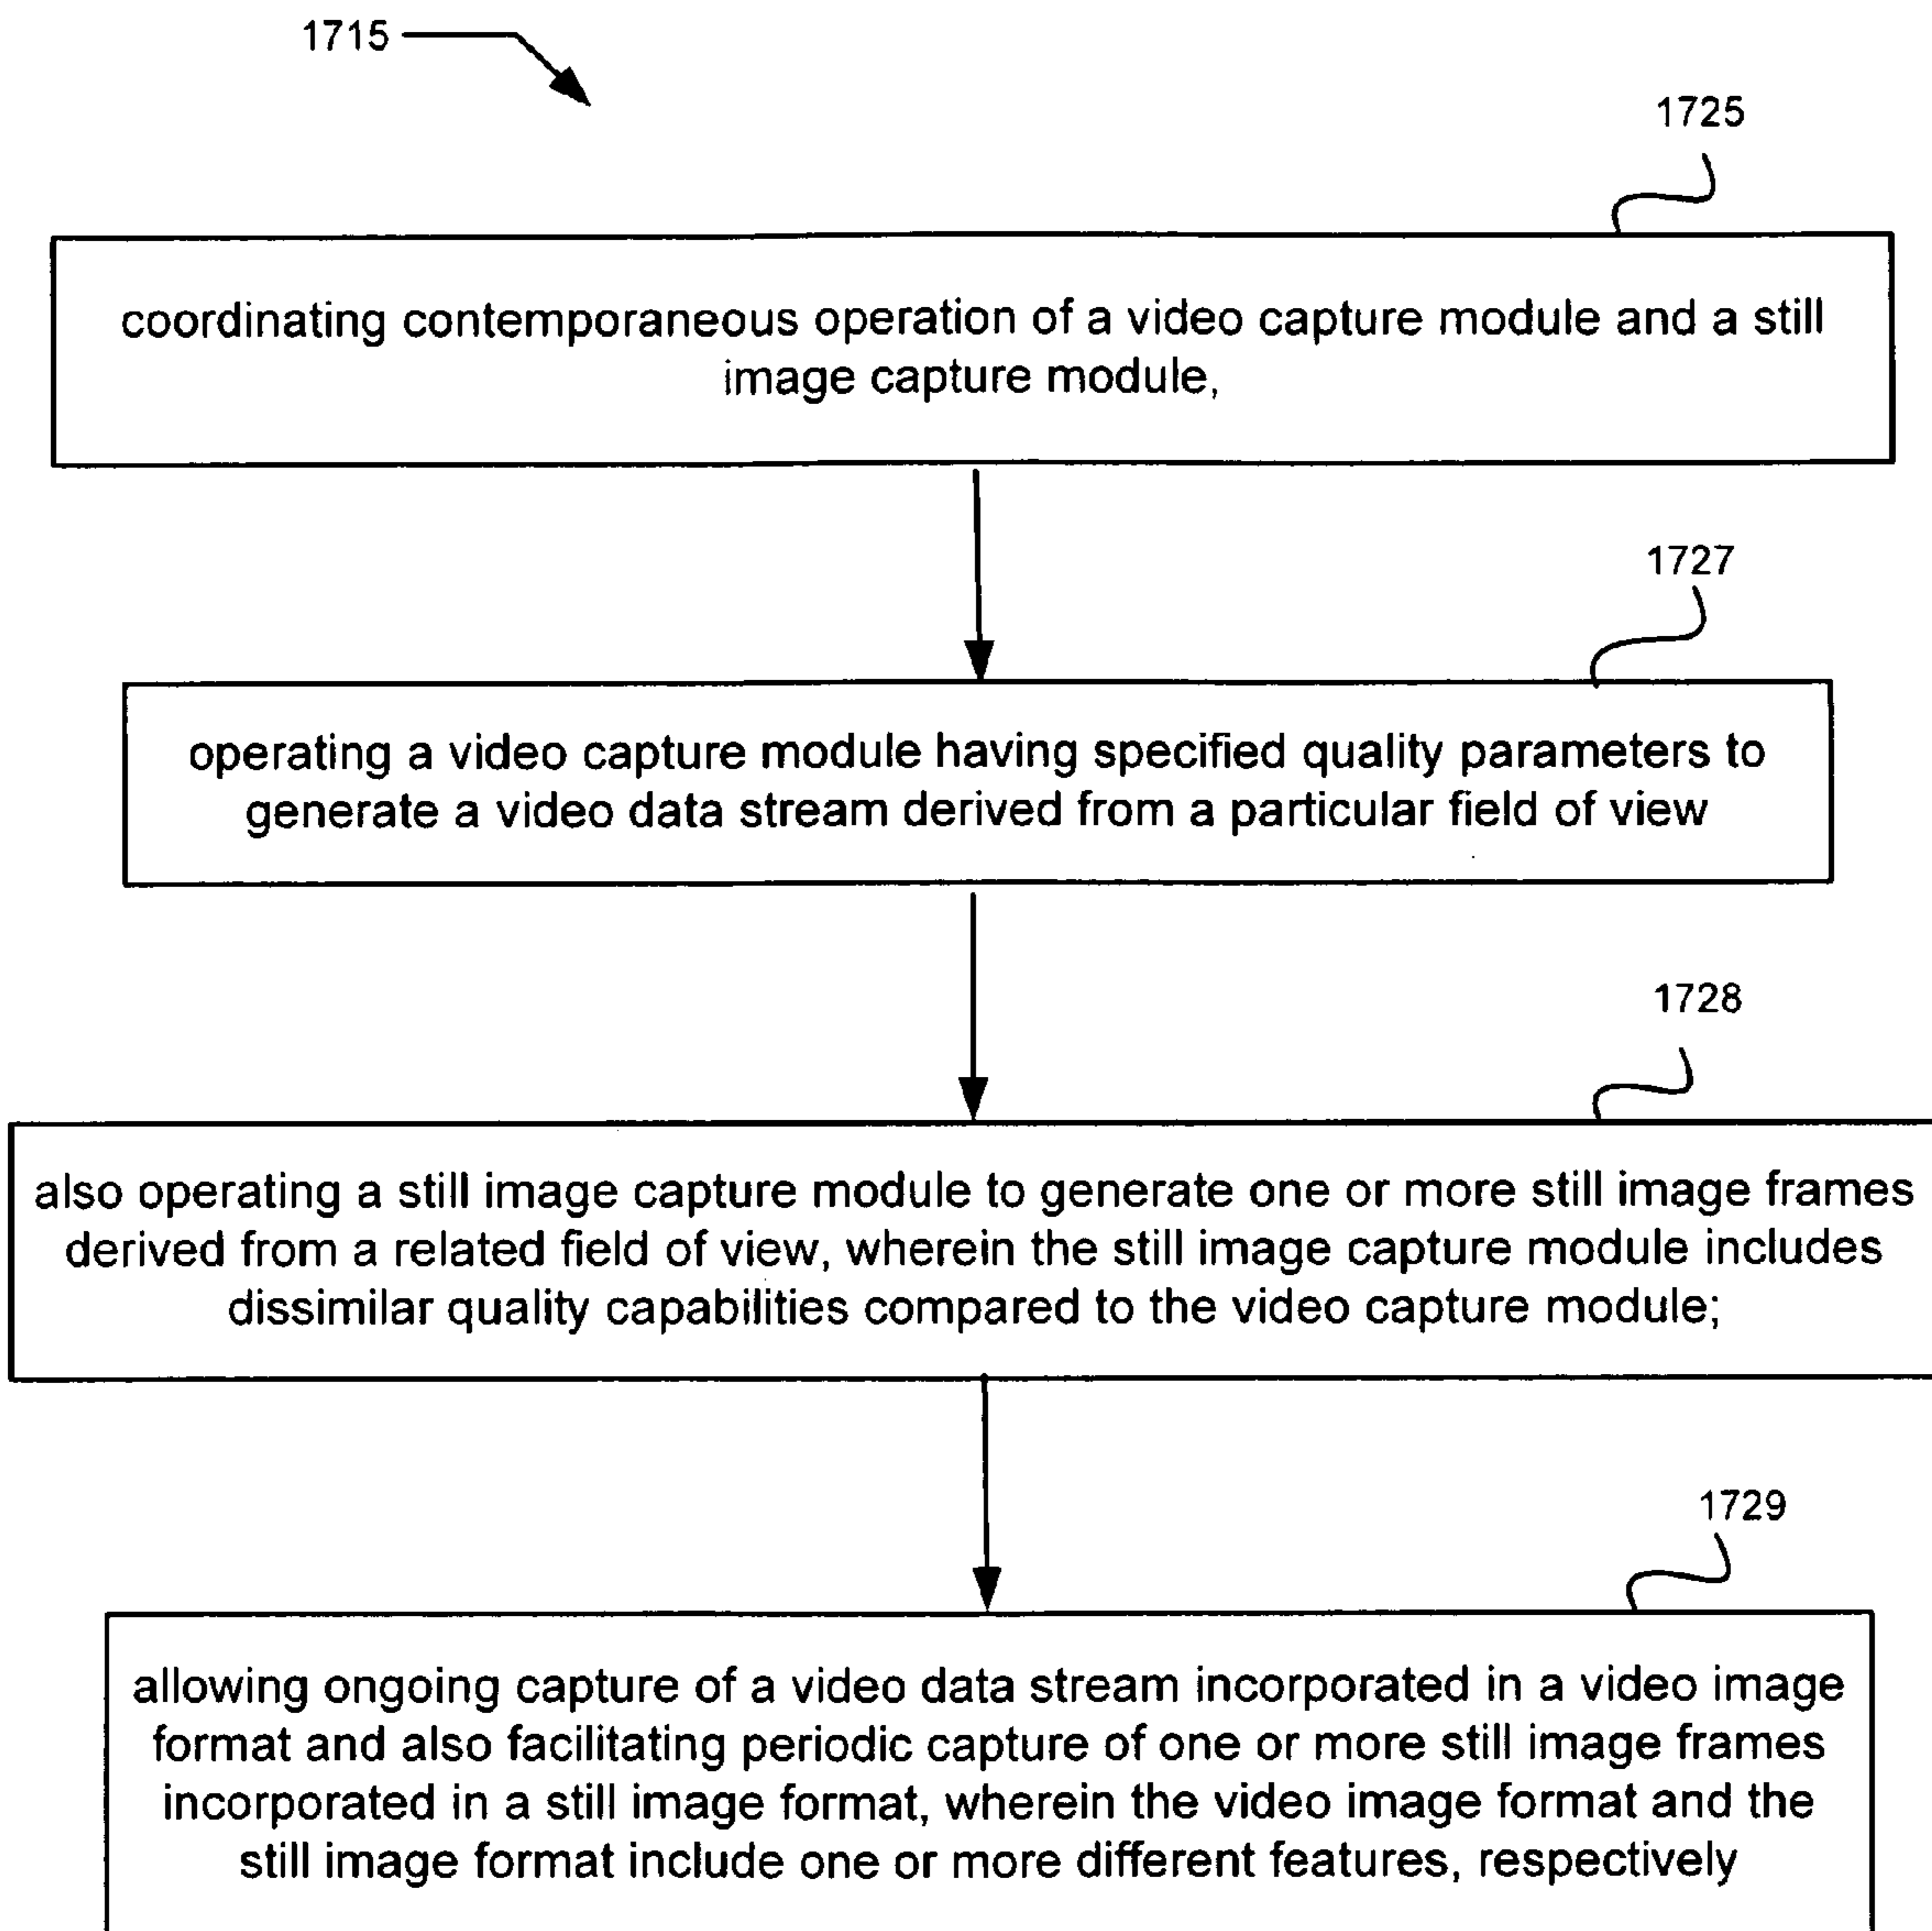 1715
1725
coordinating contemporaneous operation of a video capture module and a still
image capture module,
1727
operating a video capture module having specified quality parameters to
generate a video data stream derived from a particular field of view
1728
also operating a still image capture module to generate one or more still image frames
derived from a related field of view, wherein the still image capture module includes
dissimilar quality capabilities compared to the video capture module;
1729
allowing ongoing capture of a video data stream incorporated in a video image
format and also facilitating periodic capture of one or more still image frames
incorporated in a still image format, wherein the video image format and the
still image format include one or more different features, respectively